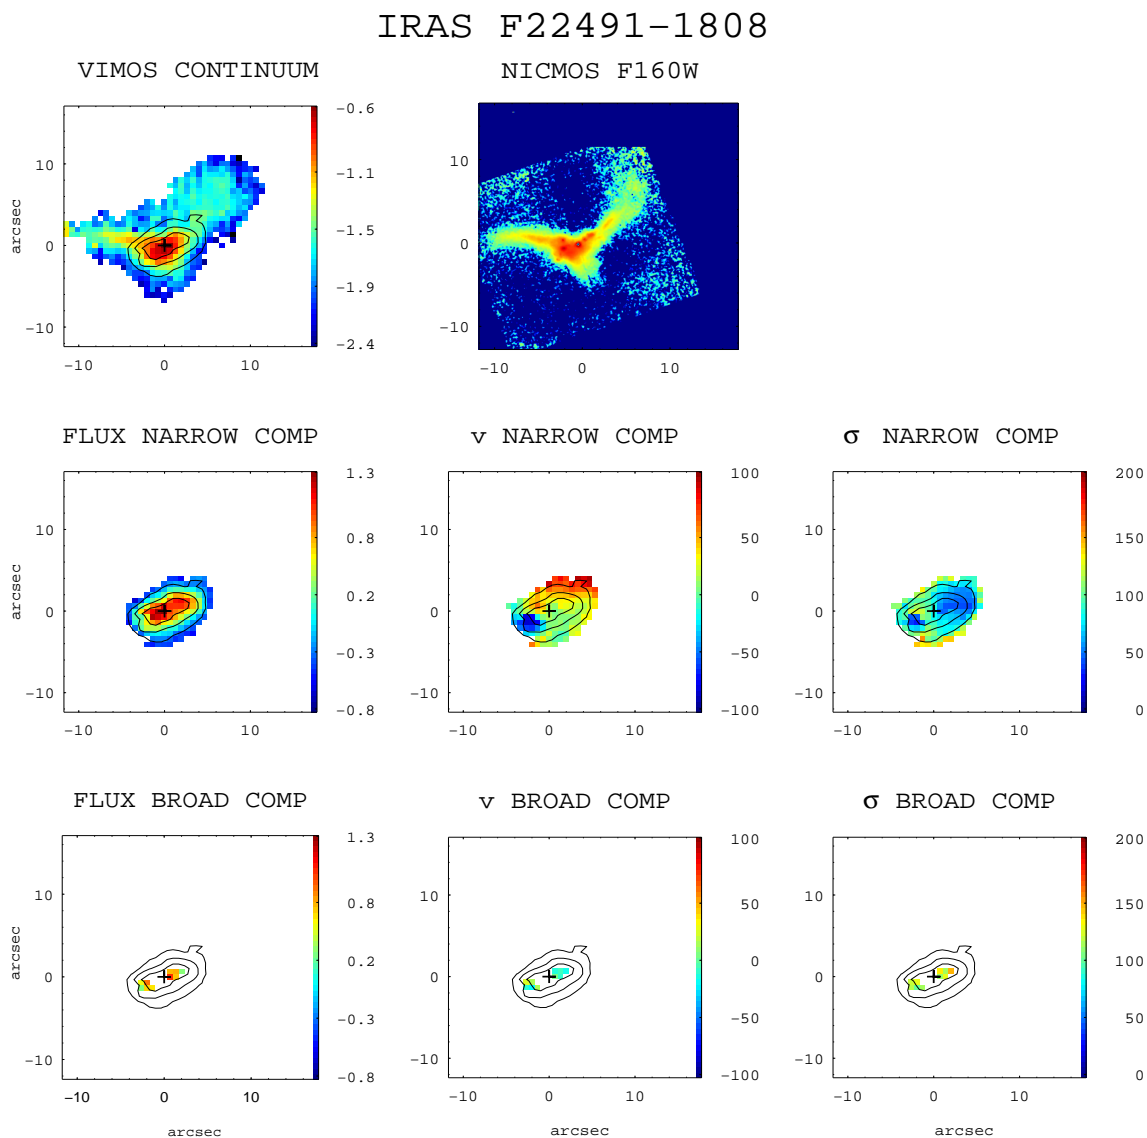 IRAS F22491−1808
VIMOS CONTINUUM
NICMOS F160W
−0.6
−1.1
−1.5
−1.9
−2.4
10
0
−10
arcsec
−10 0 10
10
0
−10
−10 0 10
FLUX NARROW COMP
v NARROW COMP
σ NARROW COMP
1.3
0.8
0.2
−0.3
−0.8
10
0
−10
−10 0 10
100
50
0
−50
−100
10
0
−10
−10 0 10
200
150
100
50
0
10
0
−10
−10 0 10
FLUX BROAD COMP
v BROAD COMP
σ BROAD COMP
1.3
0.8
0.2
−0.3
−0.8
10
0
−10
arcsec
−10 0 10
arcsec
100
50
0
−50
−100
10
0
−10
−10 0 10
arcsec
200
150
100
50
0
10
0
−10
−10 0 10
arcsec